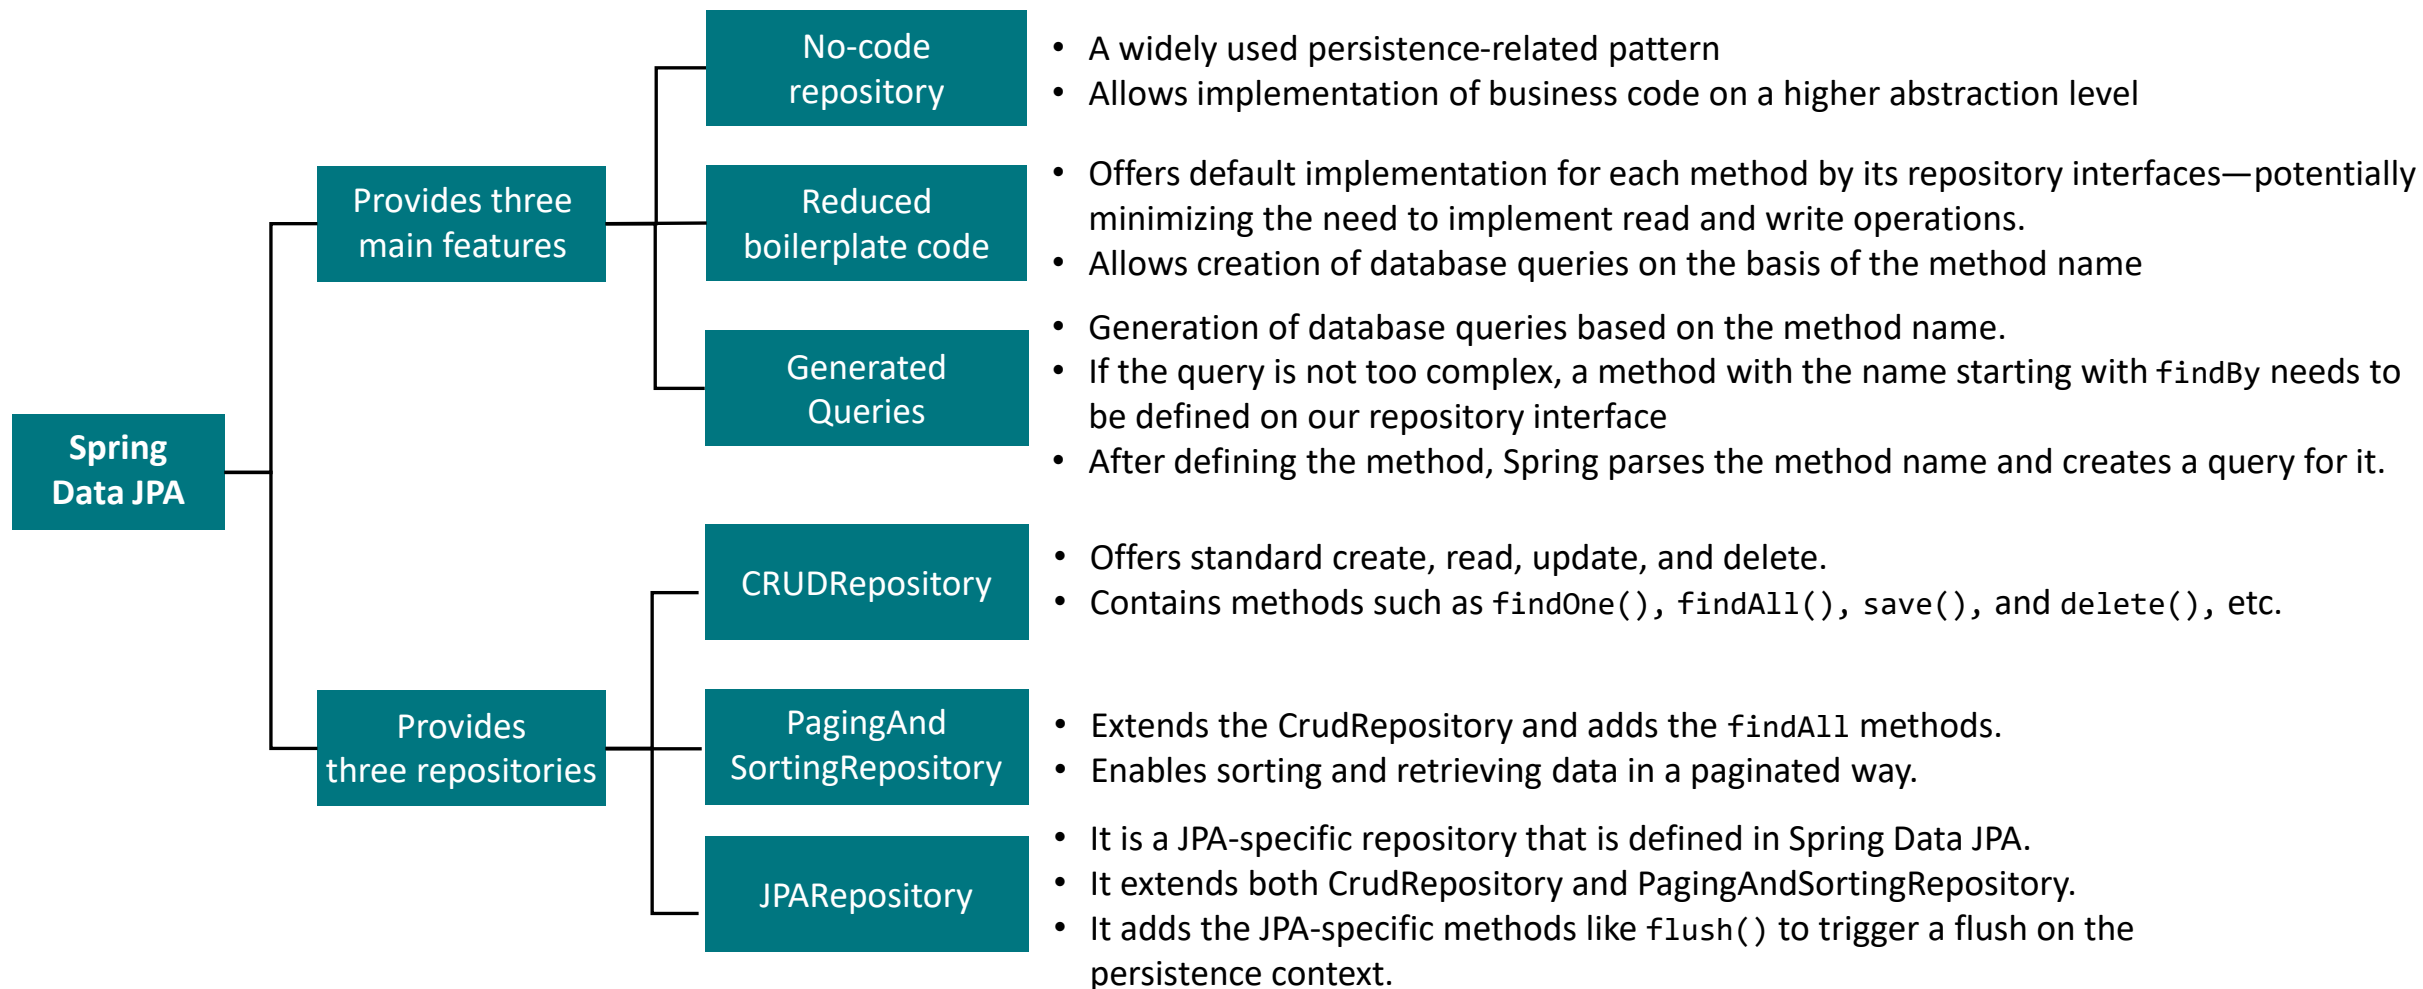 Spring
Data JPA
Provides three
main features
No-code
repository
• A widely used persistence-related pattern
• Allows implementation of business code on a higher abstraction level
Reduced
boilerplate code
• Offers default implementation for each method by its repository interfaces—potentially
minimizing the need to implement read and write operations.
• Allows creation of database queries on the basis of the method name
Generated
Queries
• Generation of database queries based on the method name.
• If the query is not too complex, a method with the name starting with findBy needs to
be defined on our repository interface
• After defining the method, Spring parses the method name and creates a query for it.
Provides
three repositories
CRUDRepository
• Offers standard create, read, update, and delete.
• Contains methods such as findOne(), findAll(), save(), and delete(), etc.
PagingAnd
SortingRepository
• Extends the CrudRepository and adds the findAll methods.
• Enables sorting and retrieving data in a paginated way.
JPARepository
• It is a JPA-specific repository that is defined in Spring Data JPA.
• It extends both CrudRepository and PagingAndSortingRepository.
• It adds the JPA-specific methods like flush() to trigger a flush on the
persistence context.